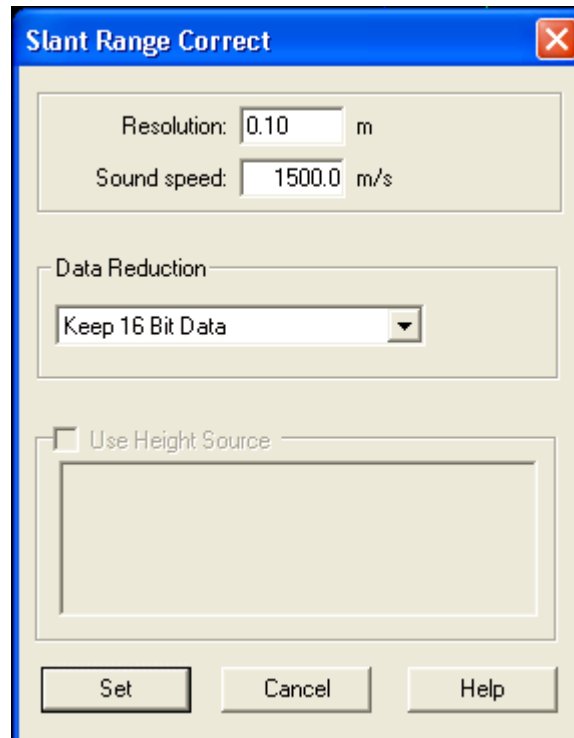 Slant Range Correct
Resolution: 0.10 m
Sound speed: 1500.0 m/s
Data Reduction
Keep 16 Bit Data
Use Height Source
Set Cancel Help